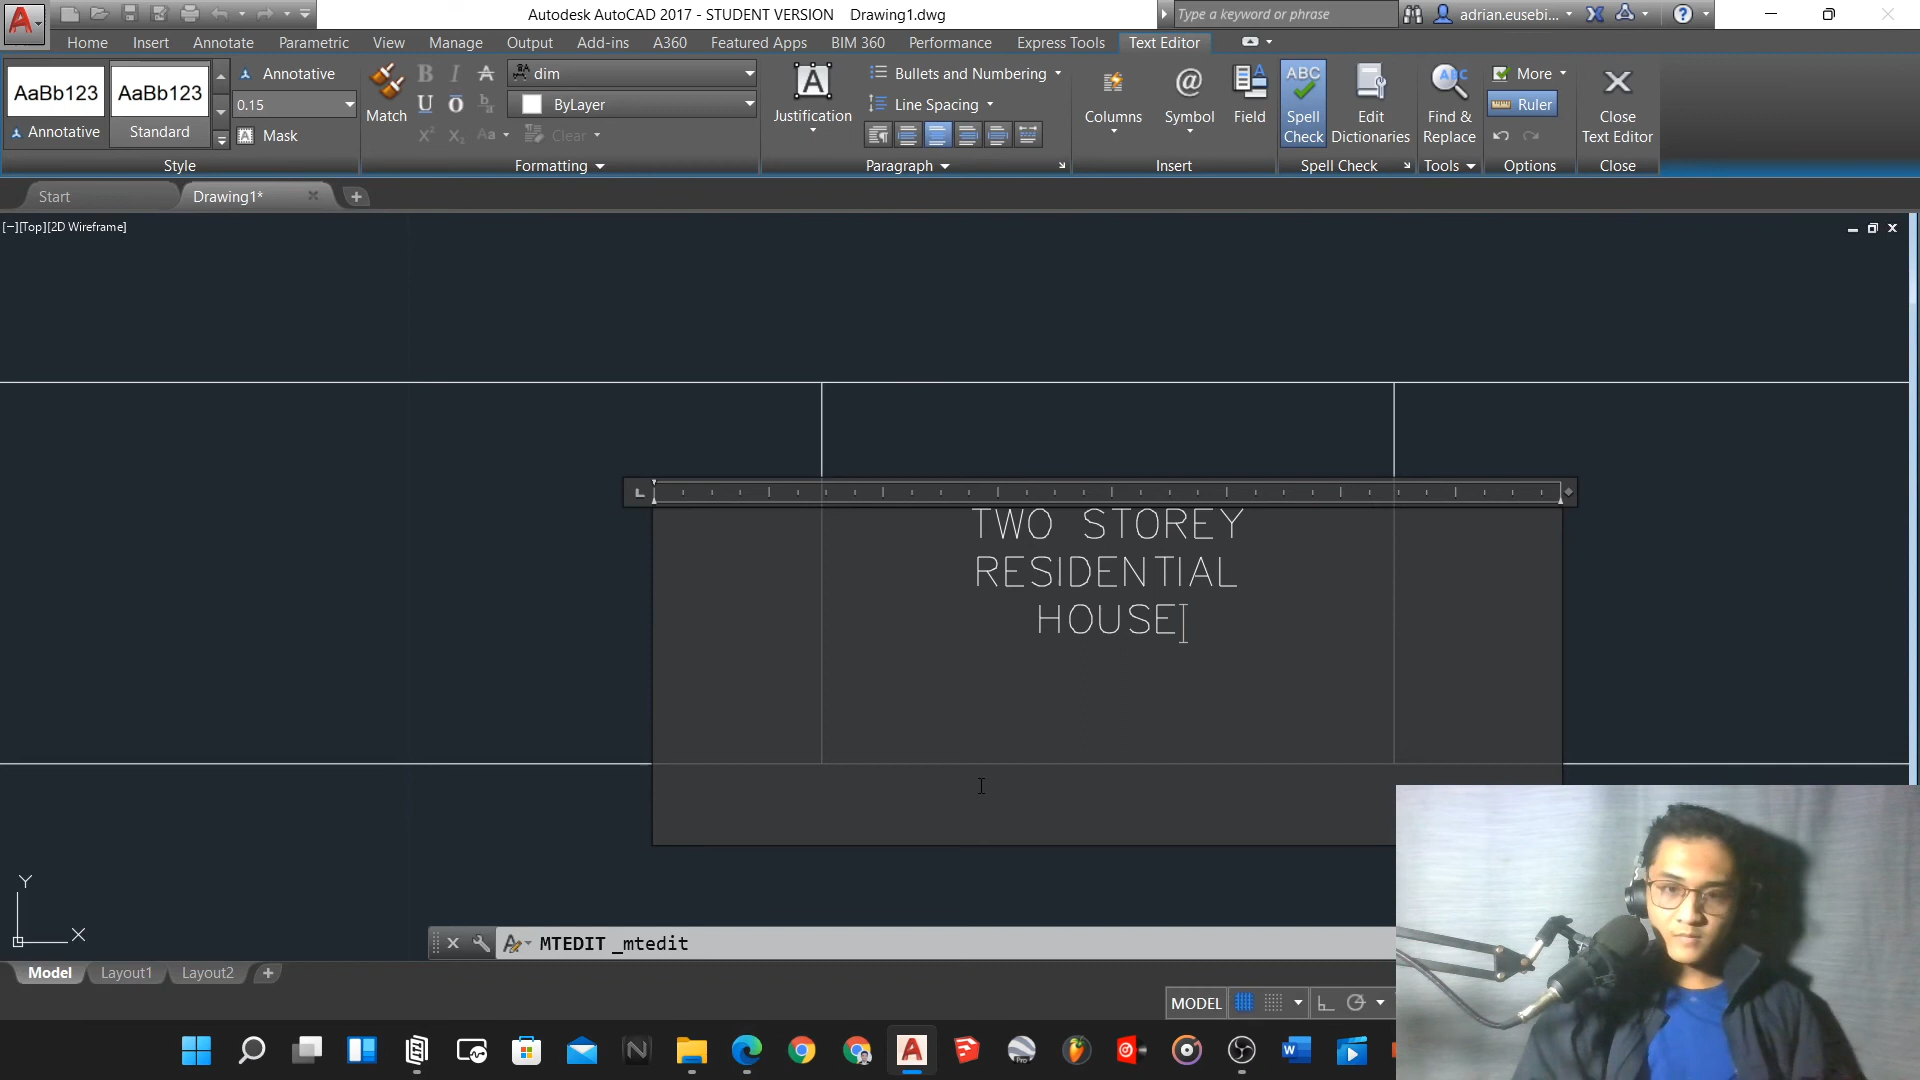 Autodesk AutoCAD 2017 - STUDENT VERSION Drawing1.dwg
Type a keyword or phrase
adrian.eusebi...
Home Insert Annotate Parametric View Manage Output Add-ins A360 Featured Apps BIM 360 Performance Express Tools Text Editor
AaBb123 AaBb123 Annotative
Annotative Standard 0.15
Mask
Style
Match
B I A dim
U O ByLayer
Aa Clear
Formatting
Justification
Bullets and Numbering
Line Spacing
Paragraph
Columns
Symbol
Field
Insert
ABC
Spell
Check
Edit
Dictionaries
Spell Check
ABC
Find &
Replace
Tools
More
Ruler
Options
Close
Text Editor
Close
Start Drawing1*
[−][Top][2D Wireframe]
TWO STOREY
RESIDENTIAL
HOUSE
Y
X
MTEDIT _mtedit
Model Layout1 Layout2
MODEL